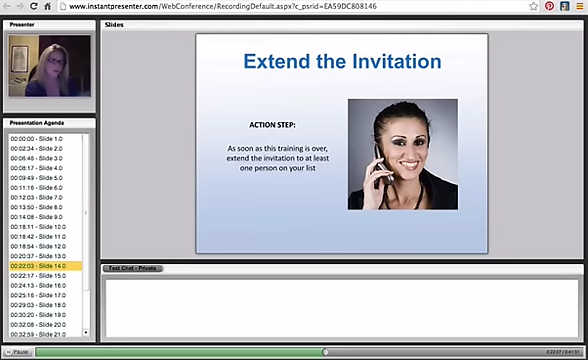 www.instantpresenter.com/WebConference/RecordingDefault.aspx?c_psrid=EA59DC808146
Presenter
Slides
Extend the Invitation
ACTION STEP:
As soon as this training is over,
extend the invitation to at least
one person on your list
Presentation Agenda
00:00:00 - Slide 1.0
00:02:34 - Slide 2.0
00:06:46 - Slide 3.0
00:08:17 - Slide 4.0
00:09:49 - Slide 5.0
00:11:16 - Slide 6.0
00:12:03 - Slide 7.0
00:13:50 - Slide 8.0
00:14:08 - Slide 9.0
00:18:11 - Slide 10.0
00:18:42 - Slide 11.0
00:18:54 - Slide 12.0
00:20:37 - Slide 13.0
00:22:03 - Slide 14.0
00:22:17 - Slide 15.0
00:24:13 - Slide 16.0
00:25:16 - Slide 17.0
00:29:03 - Slide 18.0
00:30:20 - Slide 19.0
00:32:08 - Slide 20.0
00:32:59 - Slide 21.0
Text Chat - Private
Pause